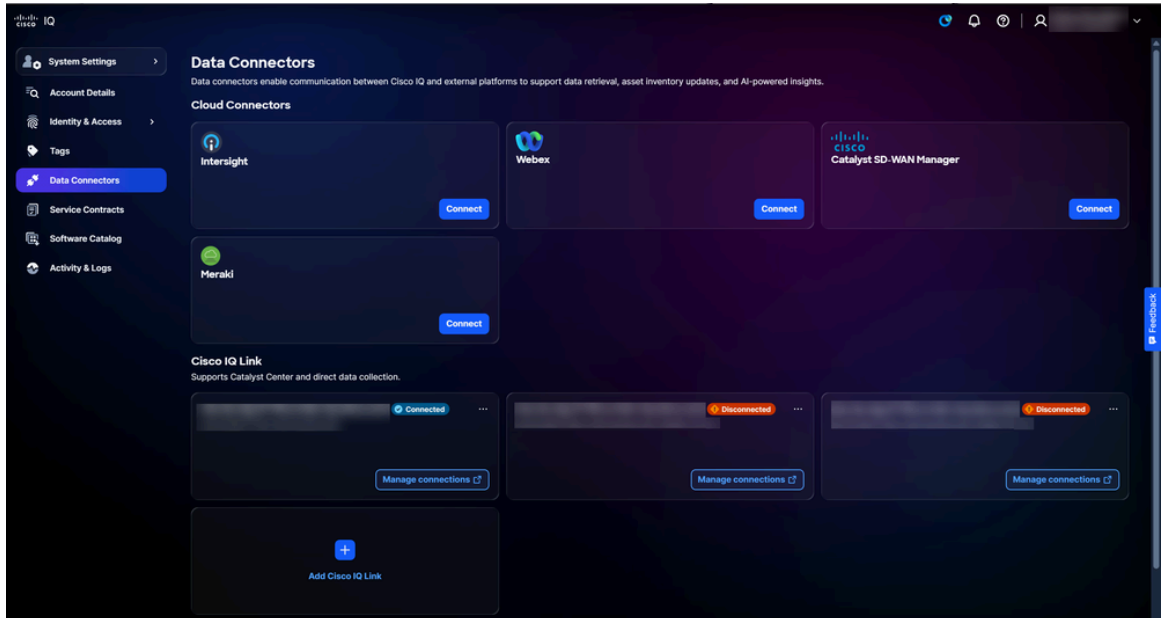 cisco IQ
System Settings
Account Details
Identity & Access
Tags
Data Connectors
Service Contracts
Software Catalog
Activity & Logs
Data Connectors
Data connectors enable communication between Cisco IQ and external platforms to support data retrieval, asset inventory updates, and AI-powered insights.
Cloud Connectors
Intersight
Connect
Webex
Connect
CISCO
Catalyst SD-WAN Manager
Connect
Meraki
Connect
Cisco IQ Link
Supports Catalyst Center and direct data collection.
Connected
Manage connections
Disconnected
Manage connections
Disconnected
Manage connections
Add Cisco IQ Link
Feedback